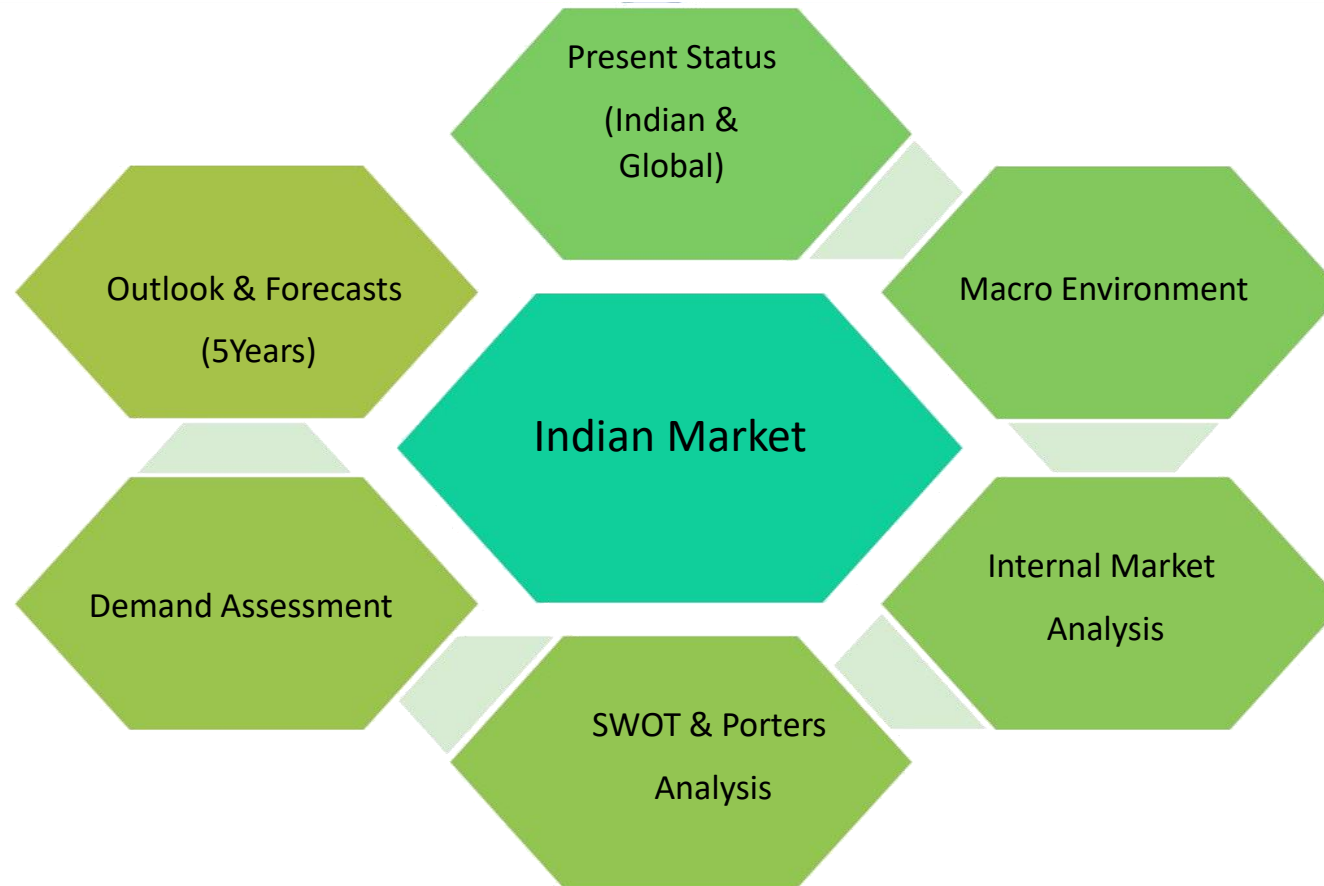 Present Status
(Indian &
Global)
Macro Environment
Internal Market
Analysis
SWOT & Porters
Analysis
Demand Assessment
Outlook & Forecasts
(5Years)
Indian Market